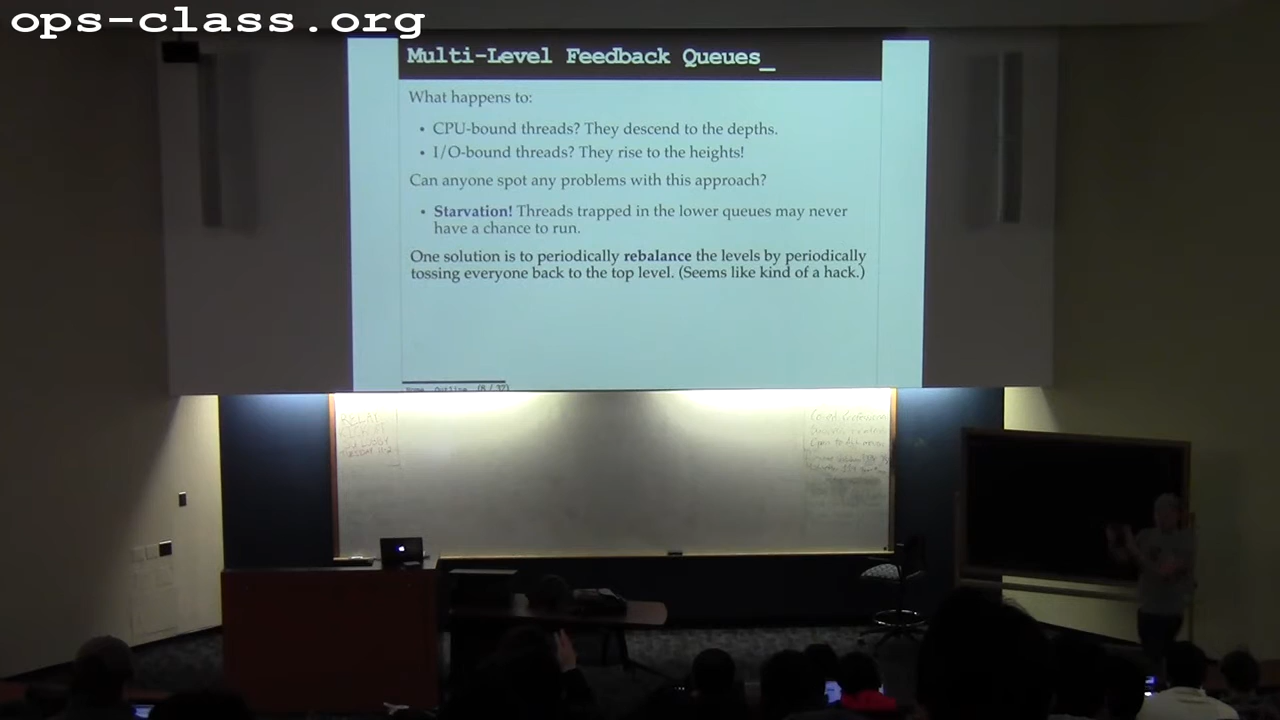 ops-class.org
Multi-Level Feedback Queues_
What happens to:
• CPU-bound threads? They descend to the depths.
• I/O-bound threads? They rise to the heights!
Can anyone spot any problems with this approach?
• Starvation! Threads trapped in the lower queues may never
have a chance to run.
One solution is to periodically rebalance the levels by periodically
tossing everyone back to the top level. (Seems like kind of a hack.)